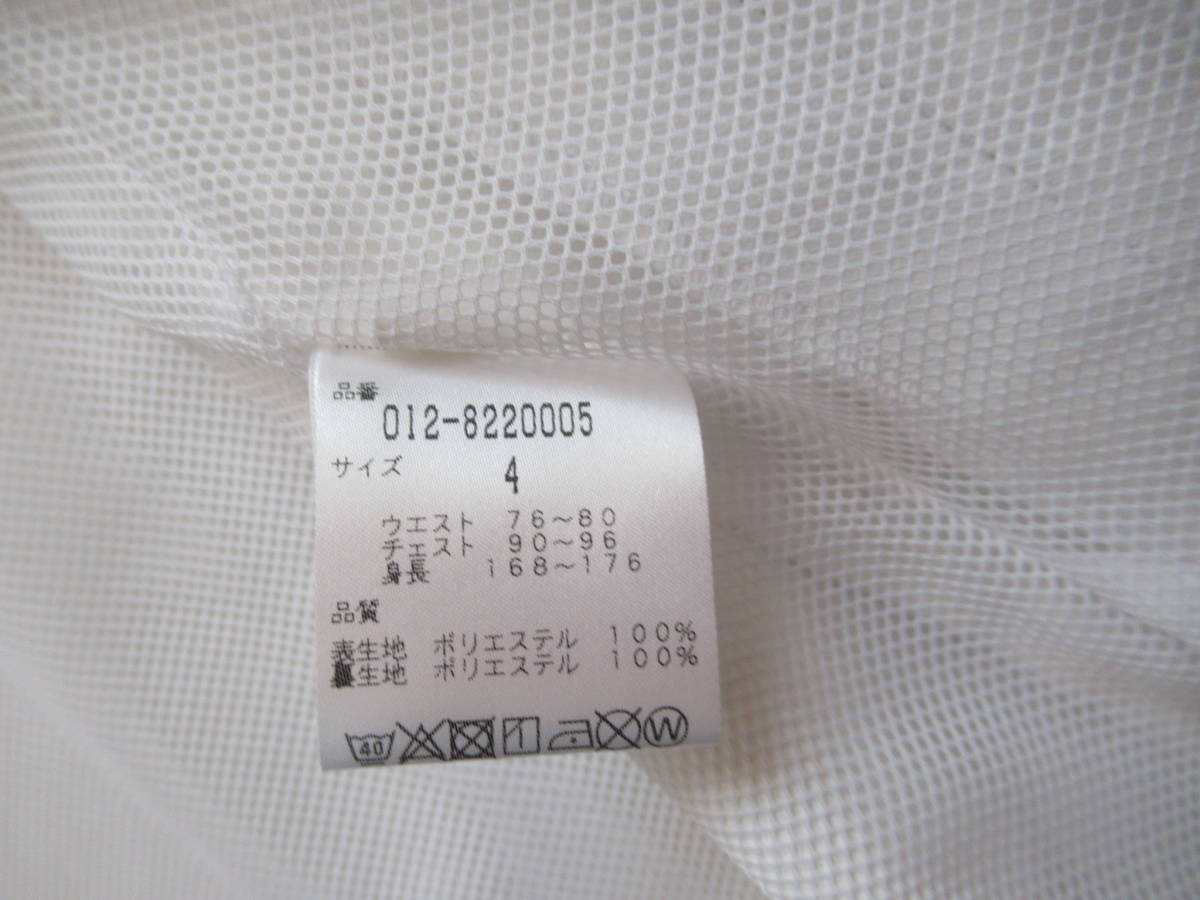 品番
012-8220005
サイズ 4
ウエスト 76~80
チェスト 90~96
身長 168~176
品質
表生地 ポリエステル 100%
裏生地 ポリエステル 100%
40 W